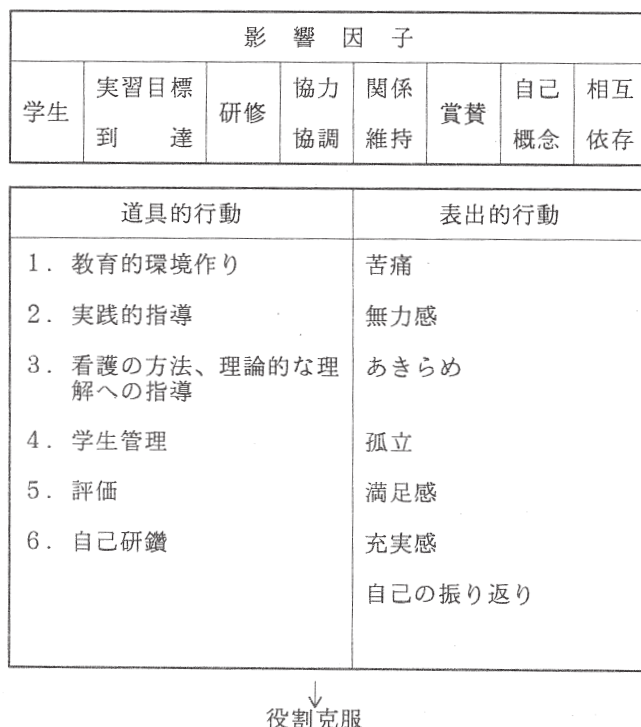 影響因子
学生 実習目標到達 研修 協力協調 関係維持 賞賛 自己概念 相互依存
道具的行動 表出的行動
1. 教育的環境作り 苦痛
2. 実践的指導 無力感
3. 看護の方法、理論的な理 あきらめ
解への指導
4. 学生管理 孤立
5. 評価 満足感
6. 自己研鑽 充実感
自己の振り返り
↓
役割克服